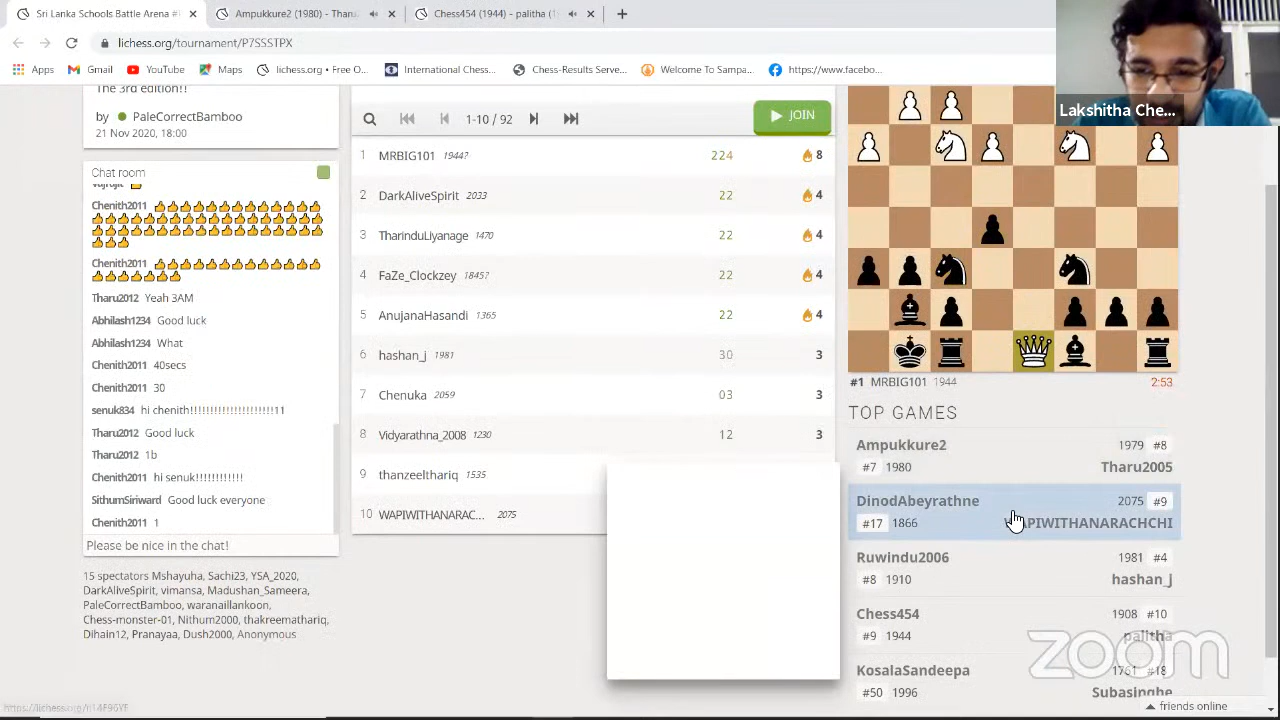 Sri Lanka Schools Battle Arena #
Ampukkure2 (1980) - Tharu
Chess454 (1944) - palitha (1
lichess.org/tournament/P7SSSTPX
Apps
Gmail
YouTube
Maps
lichess.org • Free O...
International Chess...
Chess-Results Serve...
Welcome To Sampa...
https://www.facebo...
Lakshitha Che...
The 3rd edition!!
by PaleCorrectBamboo
21 Nov 2020, 18:00
Chat room
Chenith2011
Chenith2011
Tharu2012 Yeah 3AM
Abhilash1234 Good luck
Abhilash1234 What
Chenith2011 40secs
Chenith2011 30
senuk834 hi chenith!!!!!!!!!!!!!!!!!!!!!!11
Tharu2012 Good luck
Tharu2012 1b
Chenith2011 hi senuk!!!!!!!!!!!!
SithumSiriward Good luck everyone
Chenith2011 1
Please be nice in the chat!
15 spectators Mshayuha, Sachi23, YSA_2020,
DarkAliveSpirit, vimansa, Madushan_Sameera,
PaleCorrectBamboo, waranaillankoon,
Chess-monster-01, Nithum2000, thakreemathariq,
Dihain12, Pranayaa, Dush2000, Anonymous
1-10 / 92
JOIN
1 MRBIG101 1944? 224 8
2 DarkAliveSpirit 2033 22 4
3 TharinduLiyanage 1470 22 4
4 FaZe_Clockzey 1845? 22 4
5 AnujanaHasandi 1365 22 4
6 hashan_j 1981 30 3
7 Chenuka 2059 03 3
8 Vidyarathna_2008 1230 12 3
9 thanzeelthariq 1535
10 WAPIWITHANARAC... 2075
#1 MRBIG101 1944 2:53
TOP GAMES
Ampukkure2 1979 #8
#7 1980 Tharu2005
DinodAbeyrathne 2075 #9
#17 1866 APIWITHANARACHCHI
Ruwindu2006 1981 #4
#8 1910 hashan_j
Chess454 1908 #10
#9 1944 palitha
KosalaSandeepa 1761 #18
#50 1996 Subasinghe
zoom
friends online